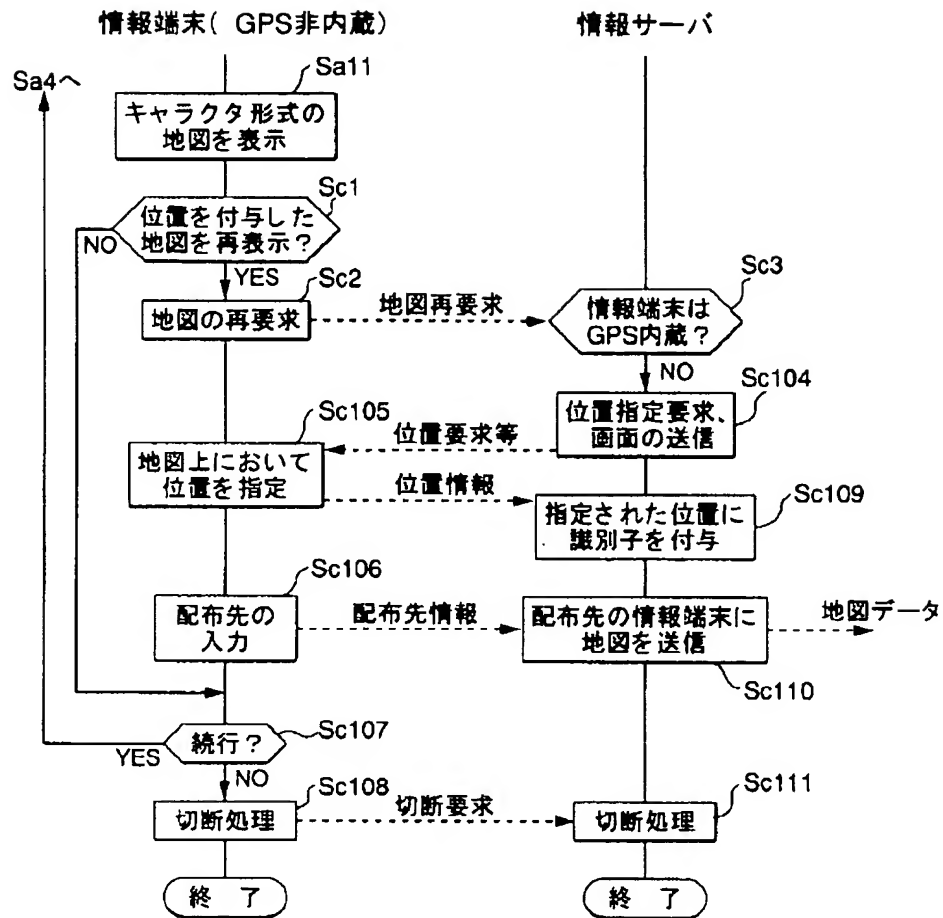 情報端末( GPS非内蔵)
情報サーバ
Sa4へ
Sa11
キャラクタ形式の
地図を表示
Sc1
位置を付与した
地図を再表示？
NO
YES
Sc2
地図の再要求
地図再要求
Sc3
情報端末は
GPS内蔵？
NO
Sc104
位置指定要求、
画面の送信
位置要求等
Sc105
地図上において
位置を指定
位置情報
Sc109
指定された位置に
識別子を付与
Sc106
配布先の
入力
配布先情報
配布先の情報端末に
地図を送信
地図データ
Sc110
Sc107
続行？
YES
NO
Sc108
切断処理
切断要求
Sc111
切断処理
終 了
終 了